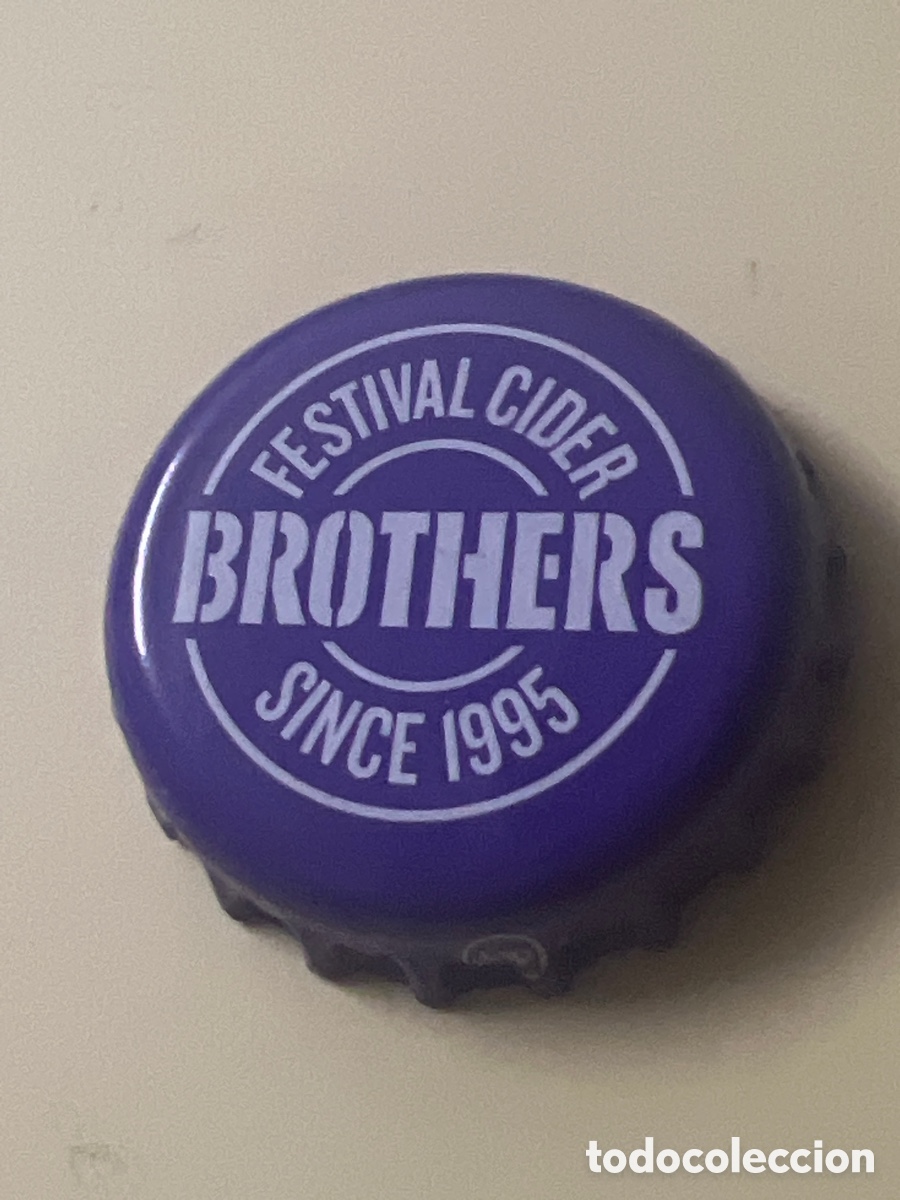 FESTIVAL CIDER
BROTHERS
SINCE 1995
todocoleccion